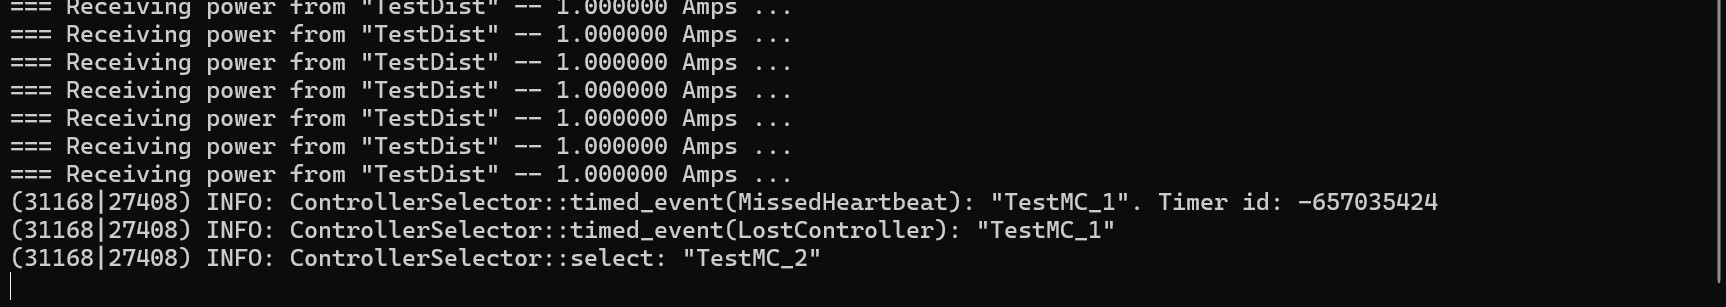 === Receiving power from "TestDist" -- 1.000000 Amps ...
=== Receiving power from "TestDist" -- 1.000000 Amps ...
=== Receiving power from "TestDist" -- 1.000000 Amps ...
=== Receiving power from "TestDist" -- 1.000000 Amps ...
=== Receiving power from "TestDist" -- 1.000000 Amps ...
=== Receiving power from "TestDist" -- 1.000000 Amps ...
=== Receiving power from "TestDist" -- 1.000000 Amps ...
(31168|27408) INFO: ControllerSelector::timed_event(MissedHeartbeat): "TestMC_1". Timer id: -657035424
(31168|27408) INFO: ControllerSelector::timed_event(LostController): "TestMC_1"
(31168|27408) INFO: ControllerSelector::select: "TestMC_2"